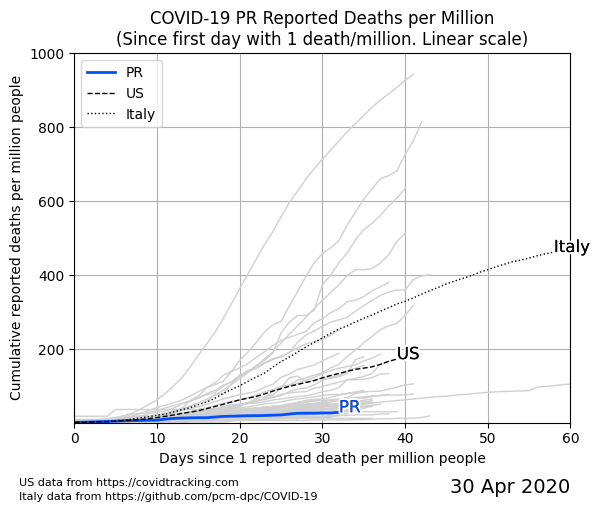 COVID-19 PR Reported Deaths per Million
(Since first day with 1 death/million. Linear scale)
Cumulative reported deaths per million people
1000
800
600
400
200
PR
US
Italy
Italy
US
PR
0
10
20
30
40
50
60
Days since 1 reported death per million people
US data from https://covidtracking.com
Italy data from https://github.com/pcm-dpc/COVID-19
30 Apr 2020